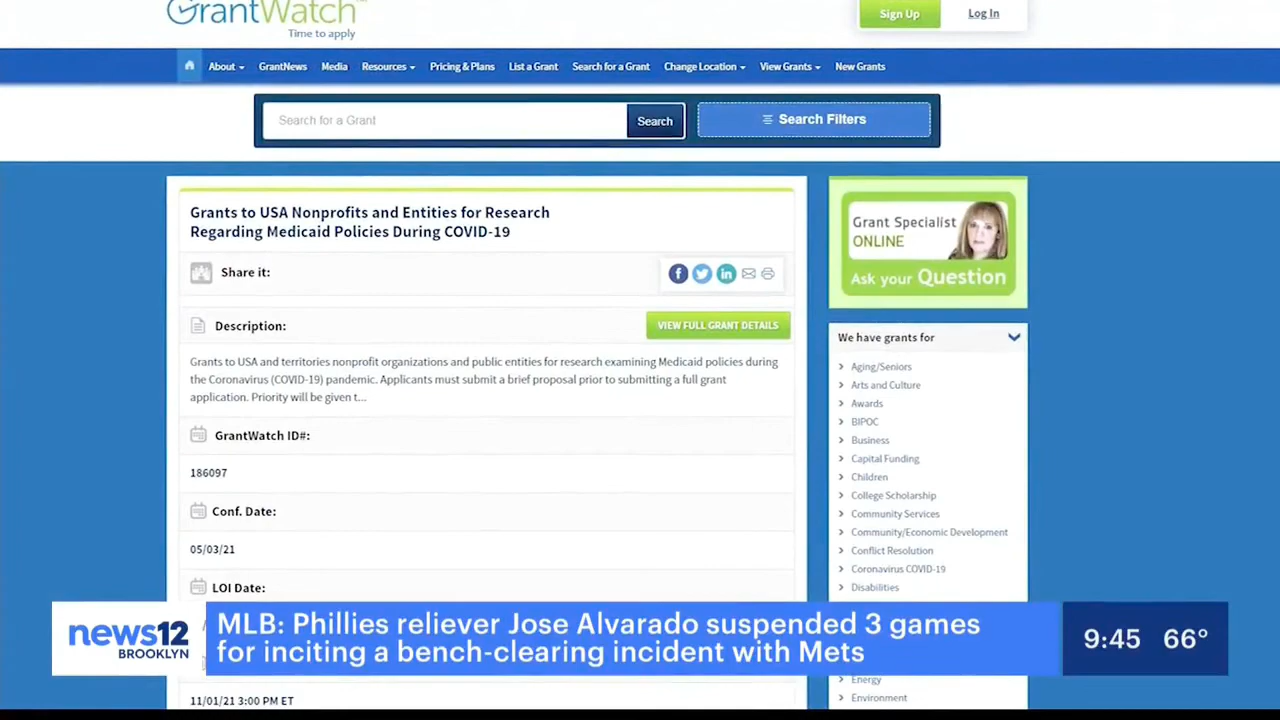 GrantWatch
Time to apply
Sign Up
Log In
About
GrantNews
Media
Resources
Pricing & Plans
List a Grant
Search for a Grant
Change Location
View Grants
New Grants
Search for a Grant
Search
Search Filters
Grants to USA Nonprofits and Entities for Research
Regarding Medicaid Policies During COVID-19
Share it:
Description:
VIEW FULL GRANT DETAILS
Grants to USA and territories nonprofit organizations and public entities for research examining Medicaid policies during
the Coronavirus (COVID-19) pandemic. Applicants must submit a brief proposal prior to submitting a full grant
application. Priority will be given t...
GrantWatch ID#:
186097
Conf. Date:
05/03/21
LOI Date:
11/01/21 3:00 PM ET
Grant Specialist
ONLINE
Ask your Question
We have grants for
Aging/Seniors
Arts and Culture
Awards
BIPOC
Business
Capital Funding
Children
College Scholarship
Community Services
Community/Economic Development
Conflict Resolution
Coronavirus COVID-19
Disabilities
Energy
Environment
news12
BROOKLYN
MLB: Phillies reliever Jose Alvarado suspended 3 games
for inciting a bench-clearing incident with Mets
9:45 66°